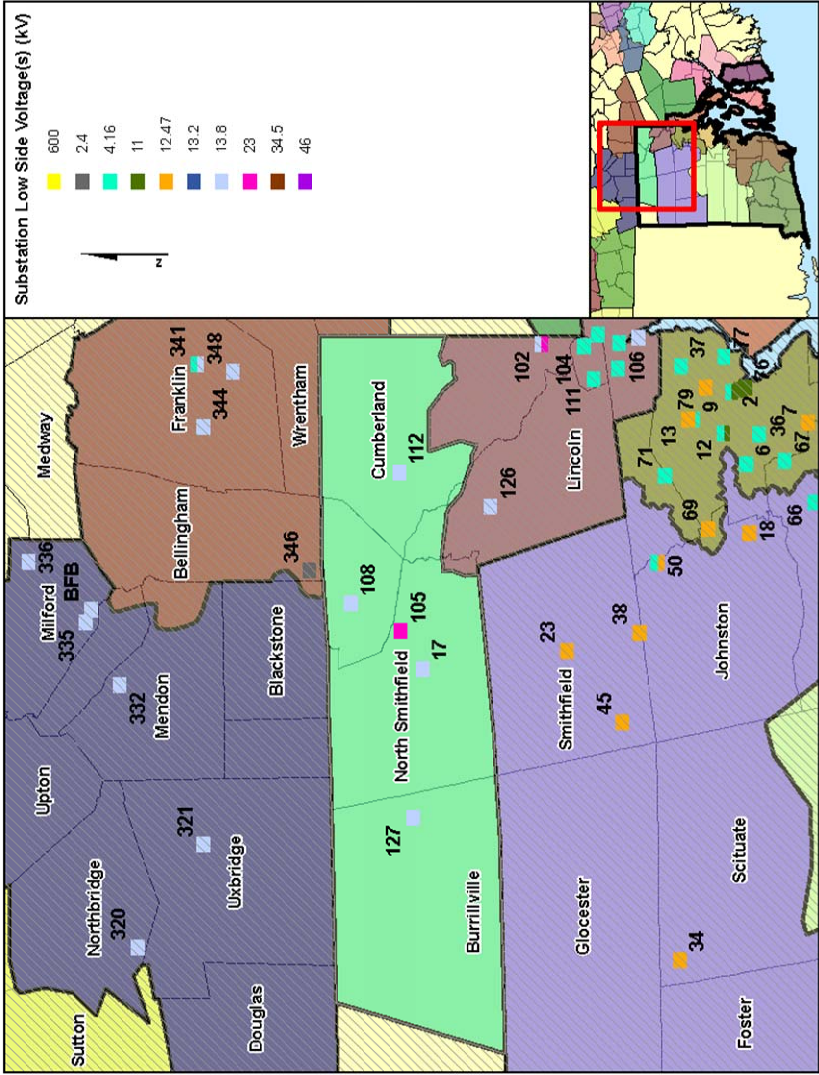 Sutton
Northbridge
320
Upton
Milford
336
335
BFB
Medway
332
Mendon
321
Uxbridge
Douglas
Blackstone
Bellingham
346
Franklin
341
348
344
Wrentham
Cumberland
112
108
105
North Smithfield
17
127
Burrillville
102
104
111
106
Lincoln
126
Glocester
Smithfield
23
45
38
50
Johnston
Scituate
34
Foster
71
69
18
66
13
79
12
9
37
77
76
2
6
36
67
7
Substation Low Side Voltage(s) (kV)
600
2.4
4.16
11
12.47
13.2
13.8
23
34.5
46
N